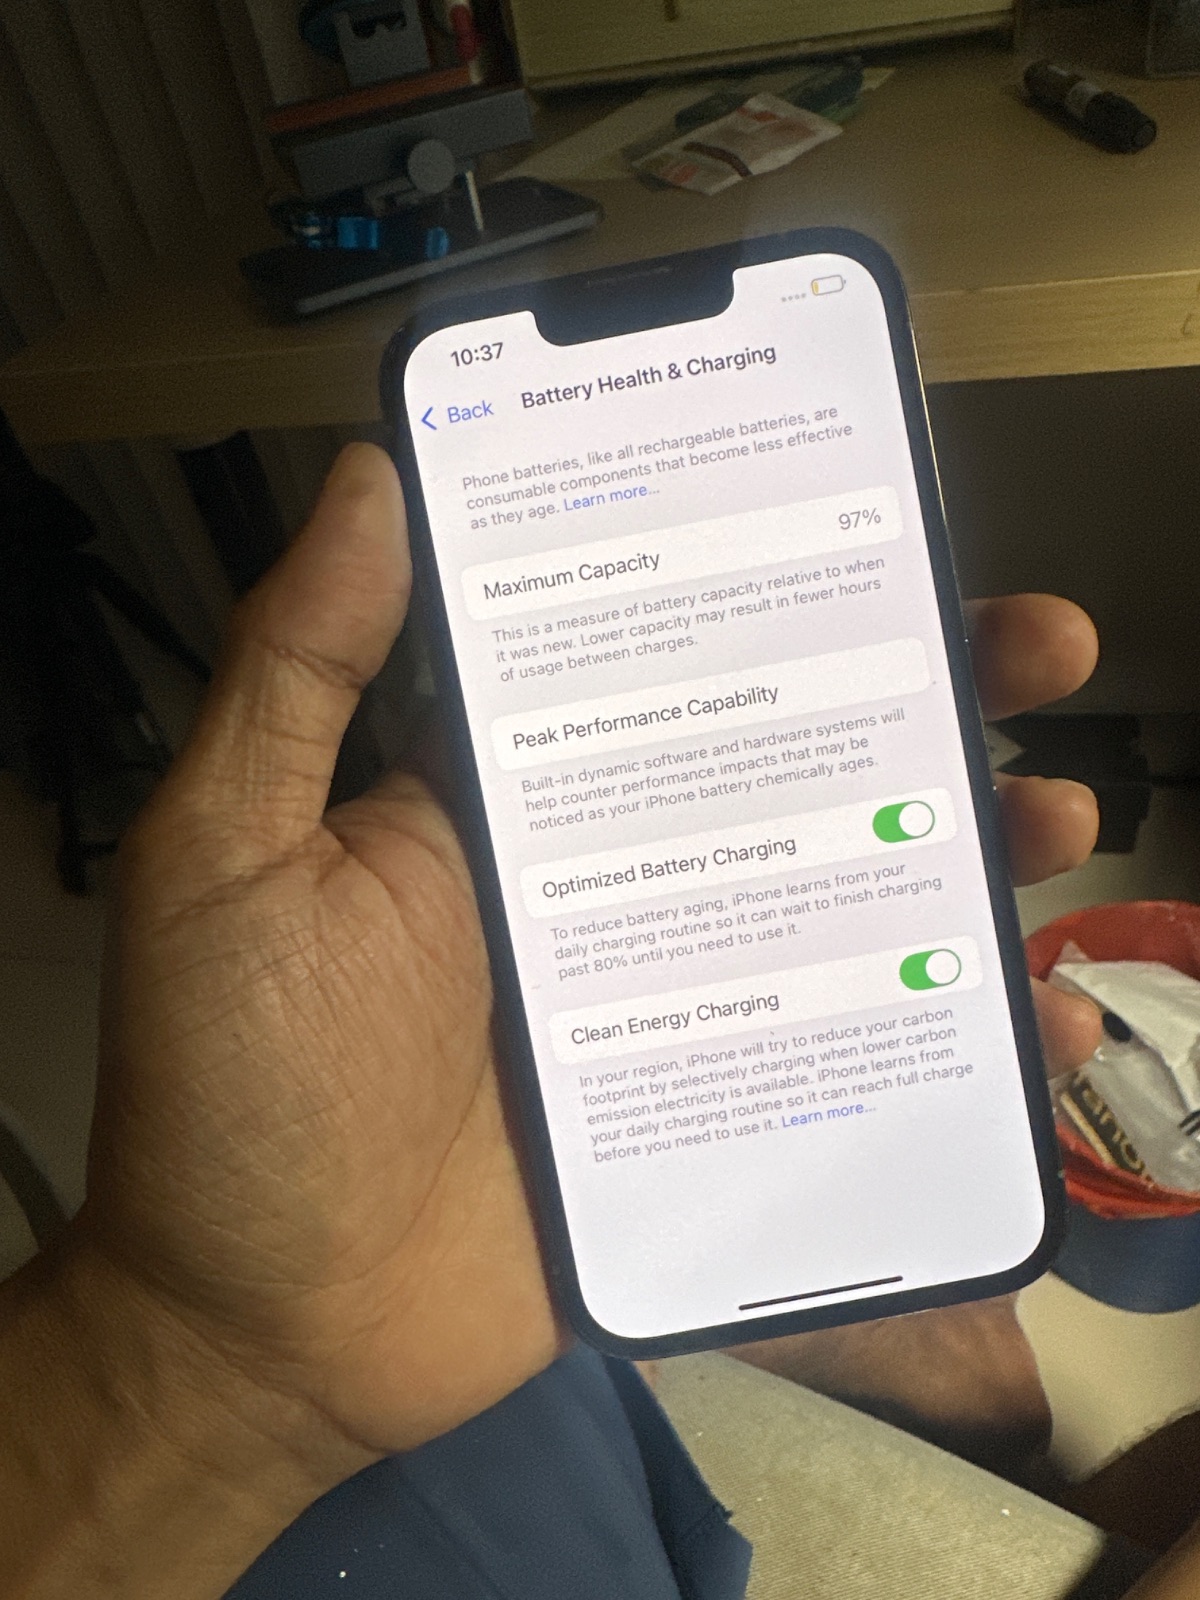 10:37
Back
Battery Health & Charging
Phone batteries, like all rechargeable batteries, are
consumable components that become less effective
as they age. Learn more...
Maximum Capacity 97%
This is a measure of battery capacity relative to when
it was new. Lower capacity may result in fewer hours
of usage between charges.
Peak Performance Capability
Built-in dynamic software and hardware systems will
help counter performance impacts that may be
noticed as your iPhone battery chemically ages.
Optimized Battery Charging
To reduce battery aging, iPhone learns from your
daily charging routine so it can wait to finish charging
past 80% until you need to use it.
Clean Energy Charging
In your region, iPhone will try to reduce your carbon
footprint by selectively charging when lower carbon
emission electricity is available. iPhone learns from
your daily charging routine so it can reach full charge
before you need to use it. Learn more...